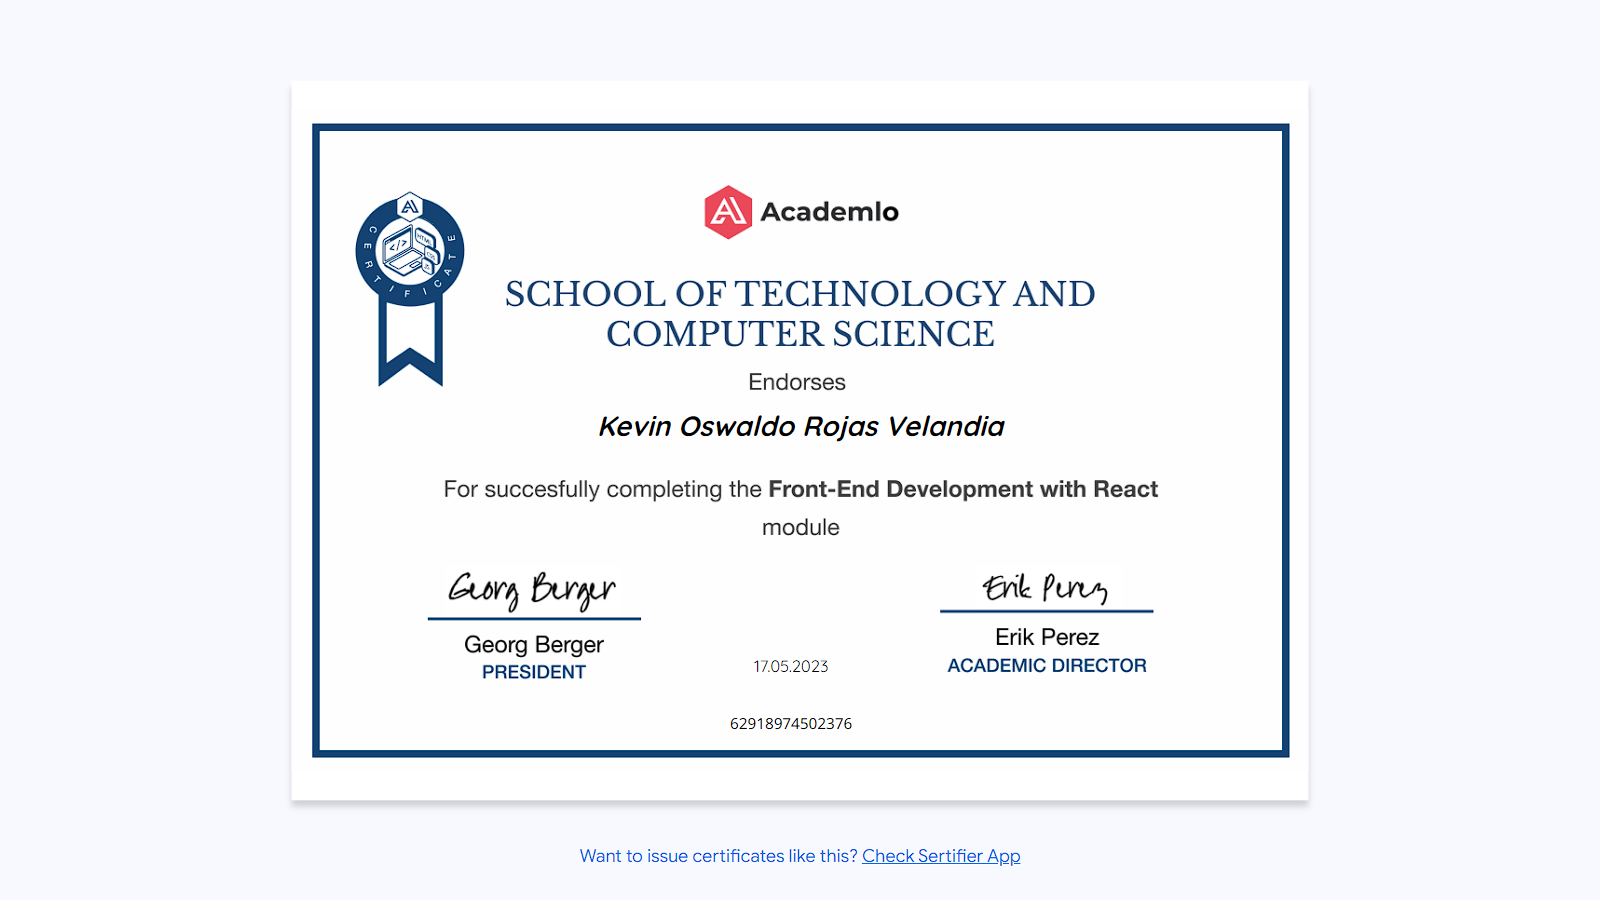 Academlo
CERTIFICATE
SCHOOL OF TECHNOLOGY AND
COMPUTER SCIENCE
Endorses
Kevin Oswaldo Rojas Velandia
For succesfully completing the Front-End Development with React
module
Georg Berger
Georg Berger
PRESIDENT
Erik Perez
Erik Perez
ACADEMIC DIRECTOR
17.05.2023
62918974502376
Want to issue certificates like this? Check Sertifier App